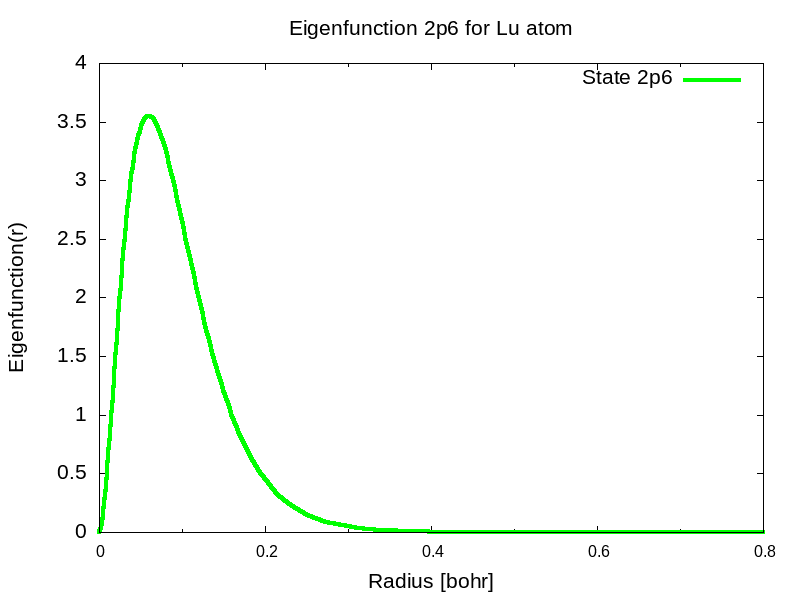 Eigenfunction 2p6 for Lu atom
State 2p6
4
3.5
3
2.5
2
1.5
1
0.5
0
Eigenfunction(r)
0 0.2 0.4 0.6 0.8
Radius [bohr]